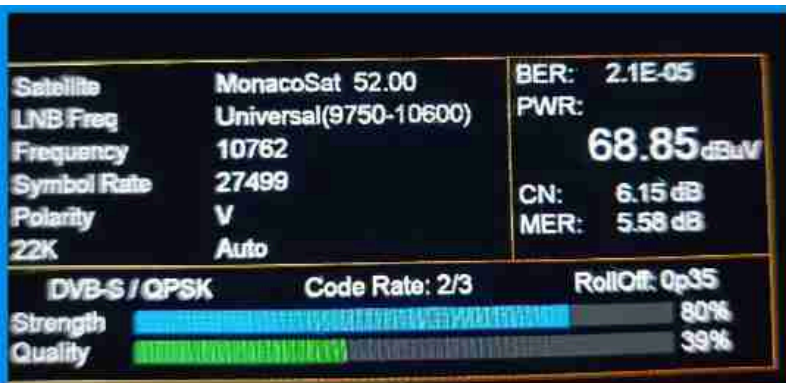 Satellite MonacoSat 52.00
LNB Freq Universal(9750-10600)
Frequency 10762
Symbol Rate 27499
Polarity V
22K Auto
BER: 2.1E-05
PWR:
68.85 dBuV
CN: 6.15 dB
MER: 5.58 dB
DVB-S / QPSK Code Rate: 2/3 RollOff: 0p35
Strength 80%
Quality 39%